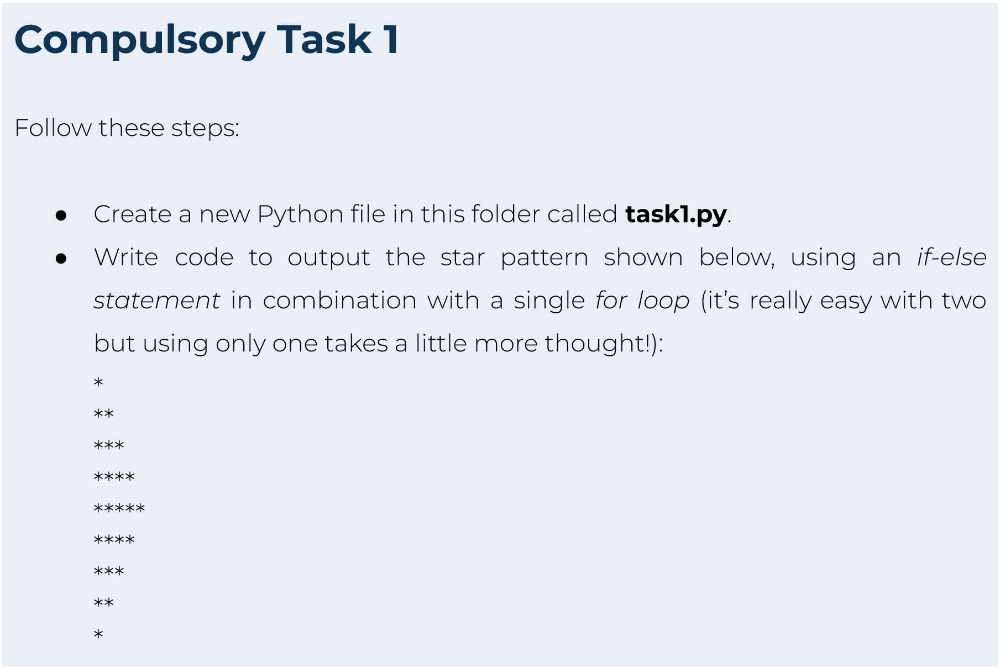 Compulsory Task 1
Follow these steps:
● Create a new Python file in this folder called task1.py.
● Write code to output the star pattern shown below, using an if-else
statement in combination with a single for loop (it’s really easy with two
but using only one takes a little more thought!):
*
**
***
****
*****
****
***
**
*